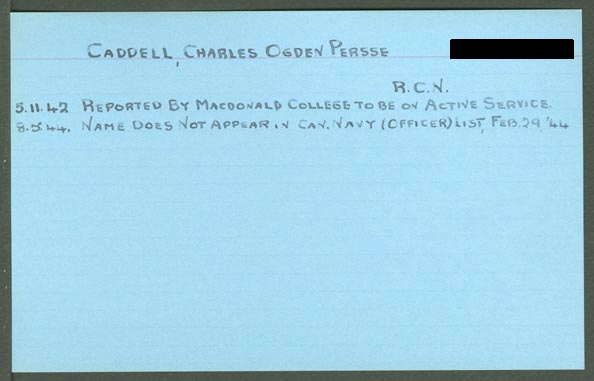 CADDELL, CHARLES OGDEN PERSSE
R.C.N.
5.11.42 REPORTED BY MACDONALD COLLEGE TO BE ON ACTIVE SERVICE.
8.5.44. NAME DOES NOT APPEAR IN CAN. NAVY (OFFICER) LIST, FEB. 29, '44